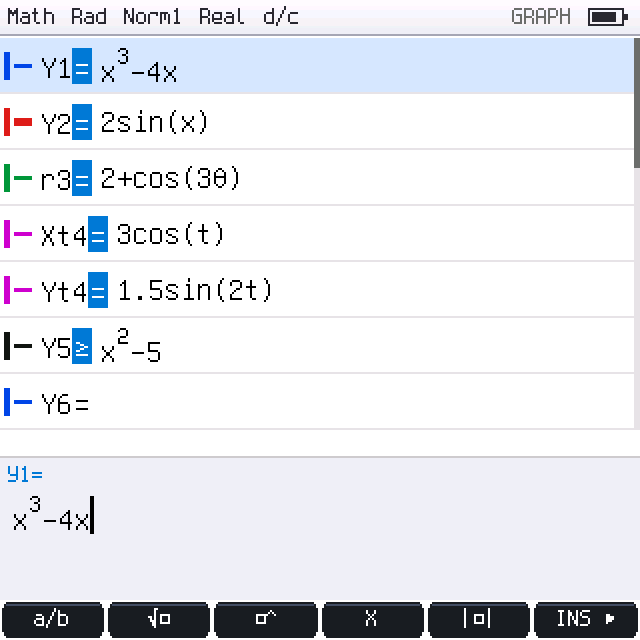 Math Rad Norm1 Real d/c GRAPH
Y1= x³-4x
Y2= 2sin(x)
r3= 2+cos(3θ)
Xt4= 3cos(t)
Yt4= 1.5sin(2t)
Y5≥ x²-5
Y6=
Y1=
x³-4x
a/b √□ □^ X |□| INS ▶